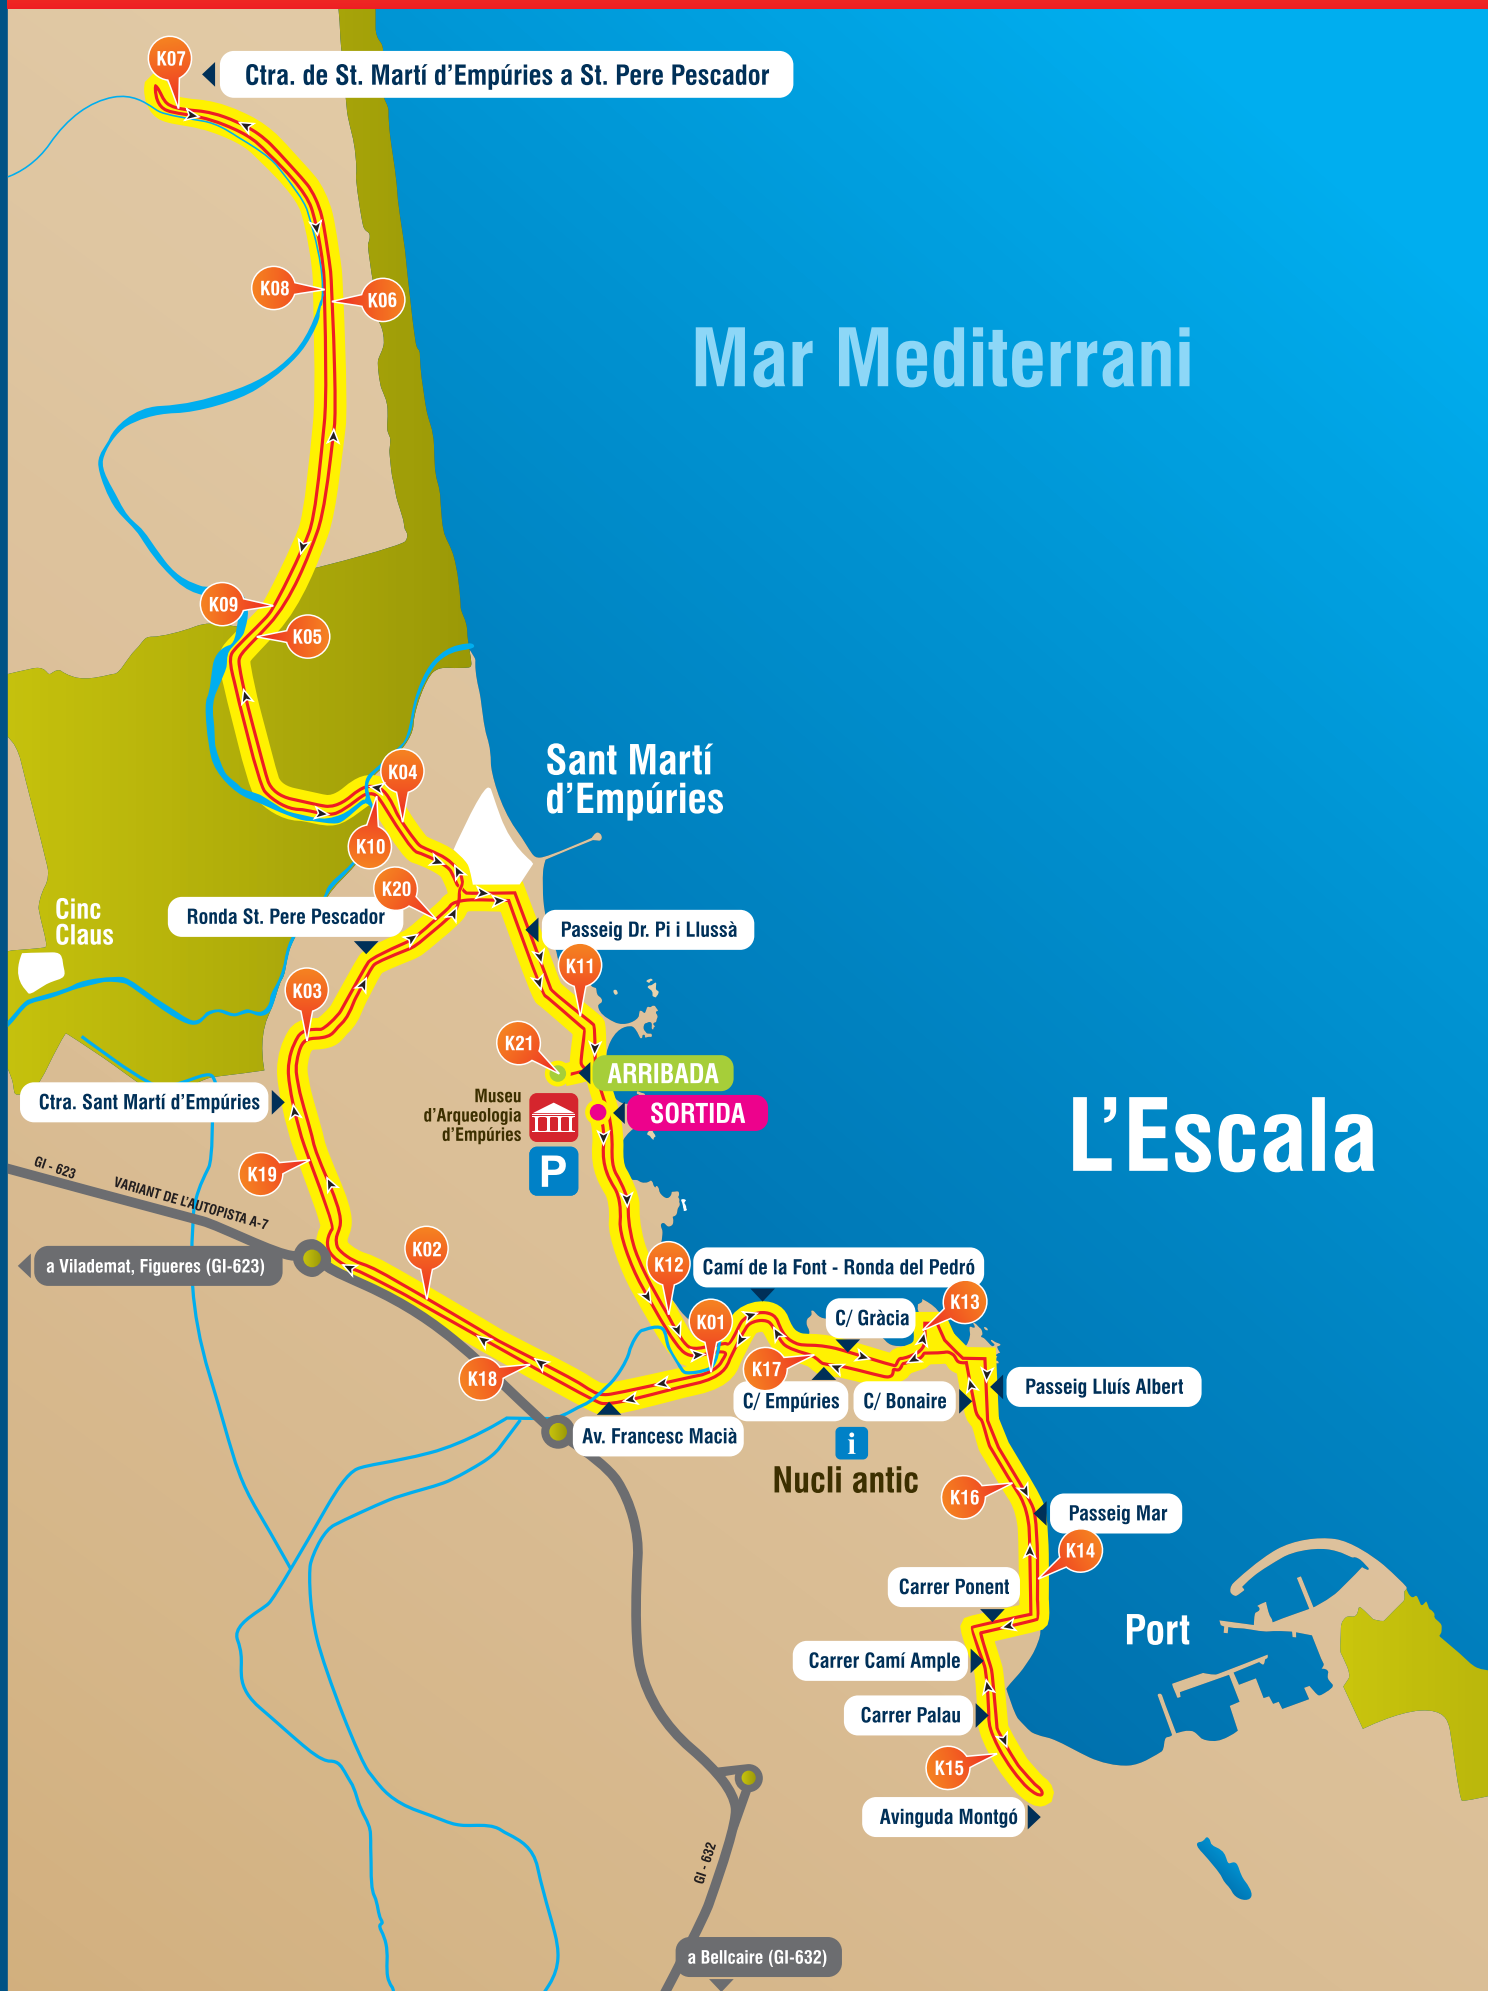 K07
Ctra. de St. Martí d'Empúries a St. Pere Pescador
K08
K06
Mar Mediterrani
K09
K05
Sant Martí
d'Empúries
K04
K10
K20
Cinc
Claus
Ronda St. Pere Pescador
Passeig Dr. Pi i Llussà
K11
K03
K21
ARRIBADA
Museu
d'Arqueologia
d'Empúries
SORTIDA
Ctra. Sant Martí d'Empúries
L'Escala
P
K19
GI - 623
VARIANT DE L'AUTOPISTA A-7
a Vilademat, Figueres (GI-623)
K02
K12
Camí de la Font - Ronda del Pedró
K13
K01
C/ Gràcia
K17
K18
C/ Empúries
C/ Bonaire
Passeig Lluís Albert
Av. Francesc Macià
i
Nucli antic
K16
Passeig Mar
K14
Carrer Ponent
Port
Carrer Camí Ample
Carrer Palau
K15
Avinguda Montgó
GI - 632
a Bellcaire (GI-632)